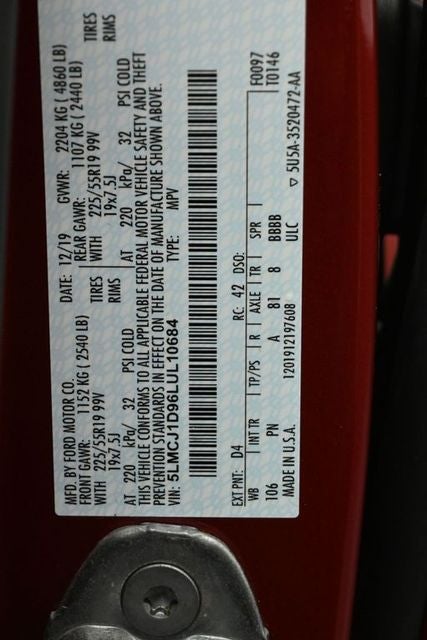 MFD. BY FORD MOTOR CO. DATE: 12/19 GVWR: 2204 KG ( 4860 LB)
FRONT GAWR: 1152 KG ( 2540 LB) REAR GAWR: 1107 KG ( 2440 LB)
WITH 225/55R19 99V TIRES WITH 225/55R19 99V TIRES
19x7.5J RIMS 19x7.5J RIMS
AT 220 kPa/ 32 PSI COLD AT 220 kPa/ 32 PSI COLD
THIS VEHICLE CONFORMS TO ALL APPLICABLE FEDERAL MOTOR VEHICLE SAFETY AND THEFT
PREVENTION STANDARDS IN EFFECT ON THE DATE OF MANUFACTURE SHOWN ABOVE.
VIN: 5LMCJ1D96LUL10684 TYPE: MPV
F0097
T0146
EXT PNT: D4 RC: 42 DSO:
WB INT TR TP/PS R AXLE TR SPR
106 PN A 81 8 BBBB
▽ 5U5A-3520472-AA
MADE IN U.S.A. 1201912197608 ULC